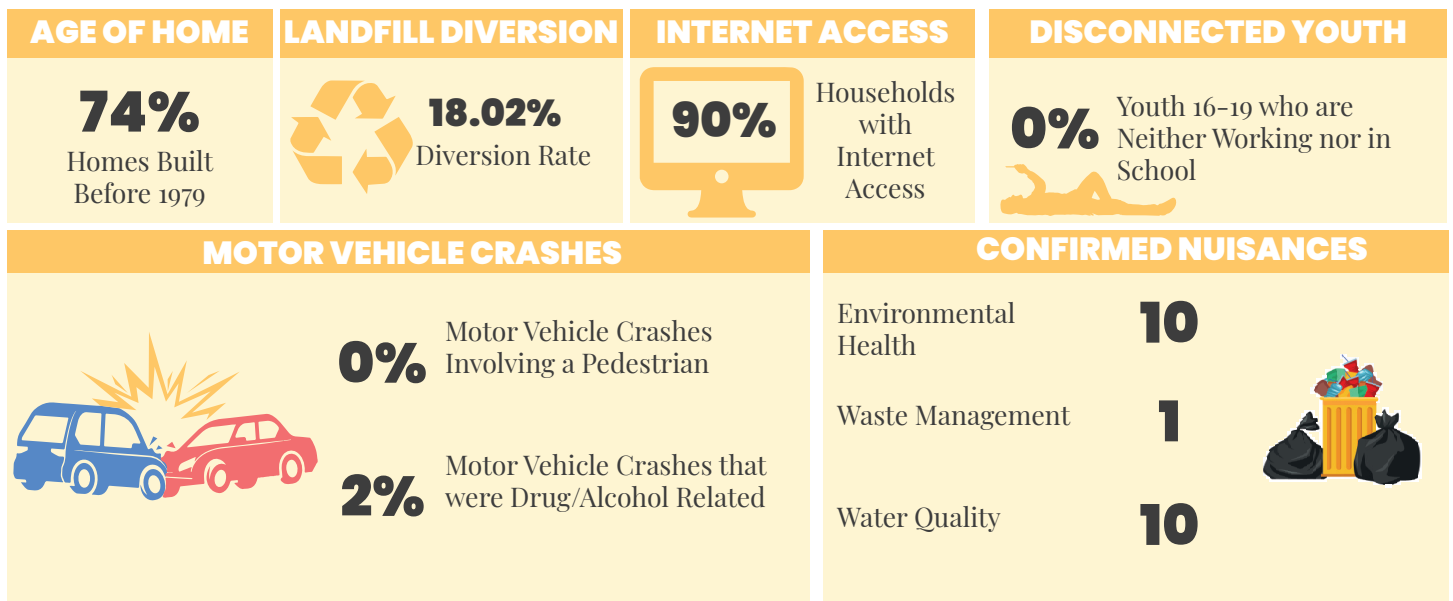 AGE OF HOME
74%
Homes Built
Before 1979
LANDFILL DIVERSION
18.02%
Diversion Rate
INTERNET ACCESS
90%
Households
with
Internet
Access
DISCONNECTED YOUTH
0%
Youth 16-19 who are
Neither Working nor in
School
MOTOR VEHICLE CRASHES
0%
Motor Vehicle Crashes
Involving a Pedestrian
2%
Motor Vehicle Crashes that
were Drug/Alcohol Related
CONFIRMED NUISANCES
Environmental
Health
10
Waste Management
1
Water Quality
10